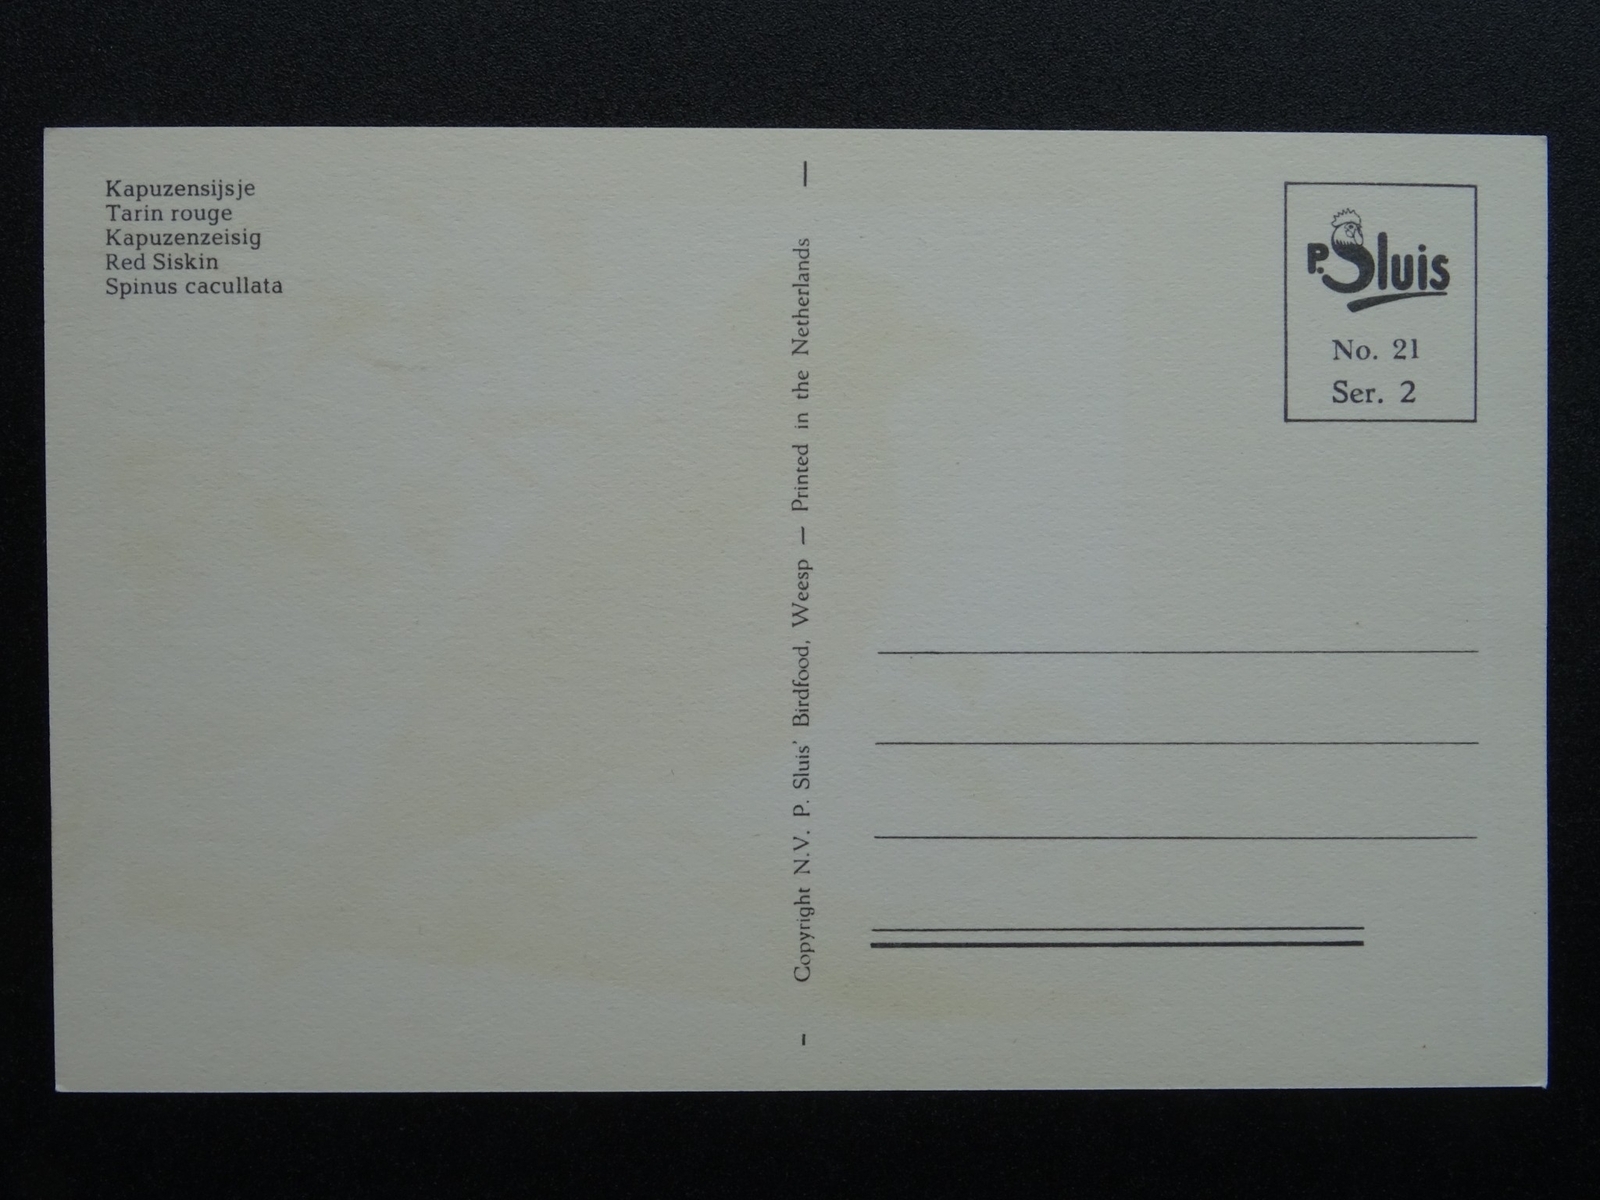 Kapuzensijsje
Tarin rouge
Kapuzenzeisig
Red Siskin
Spinus cacullata
Copyright N.V. P. Sluis' Birdfood, Weesp — Printed in the Netherlands
P. Sluis
No. 21
Ser. 2